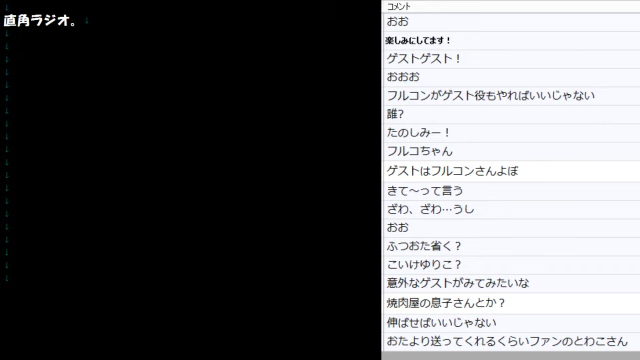 直角ラジオ。↓
コメント
おお
楽しみにしてます！
ゲストゲスト！
おおお
フルコンがゲスト役もやればいいじゃない
誰?
たのしみー！
フルコちゃん
ゲストはフルコンさんよぼ
きて～って言う
ざわ、ざわ…うし
おお
ふつおた省く？
こいけゆりこ？
意外なゲストがみてみたいな
焼肉屋の息子さんとか？
伸ばせばいいじゃない
おたより送ってくれるくらいファンのとわこさん